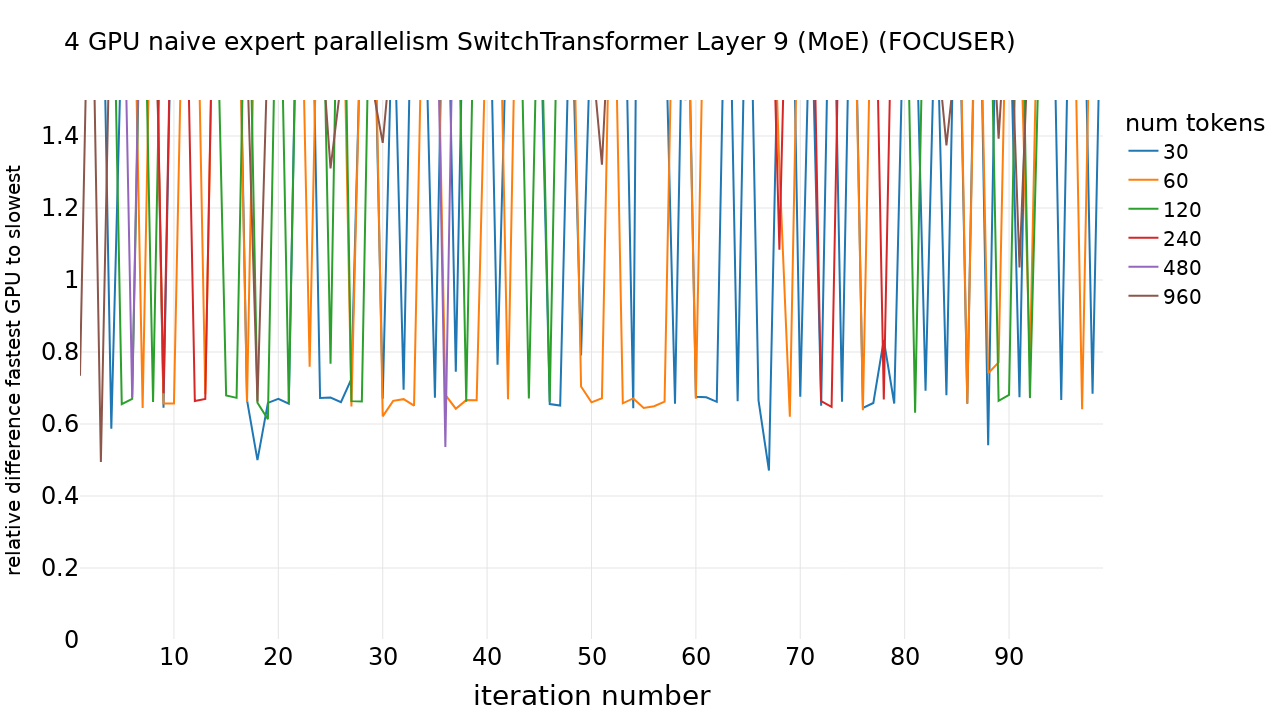 4 GPU naive expert parallelism SwitchTransformer Layer 9 (MoE) (FOCUSER)
relative difference fastest GPU to slowest
1.4
1.2
1
0.8
0.6
0.4
0.2
0
10 20 30 40 50 60 70 80 90
iteration number
num tokens
30
60
120
240
480
960